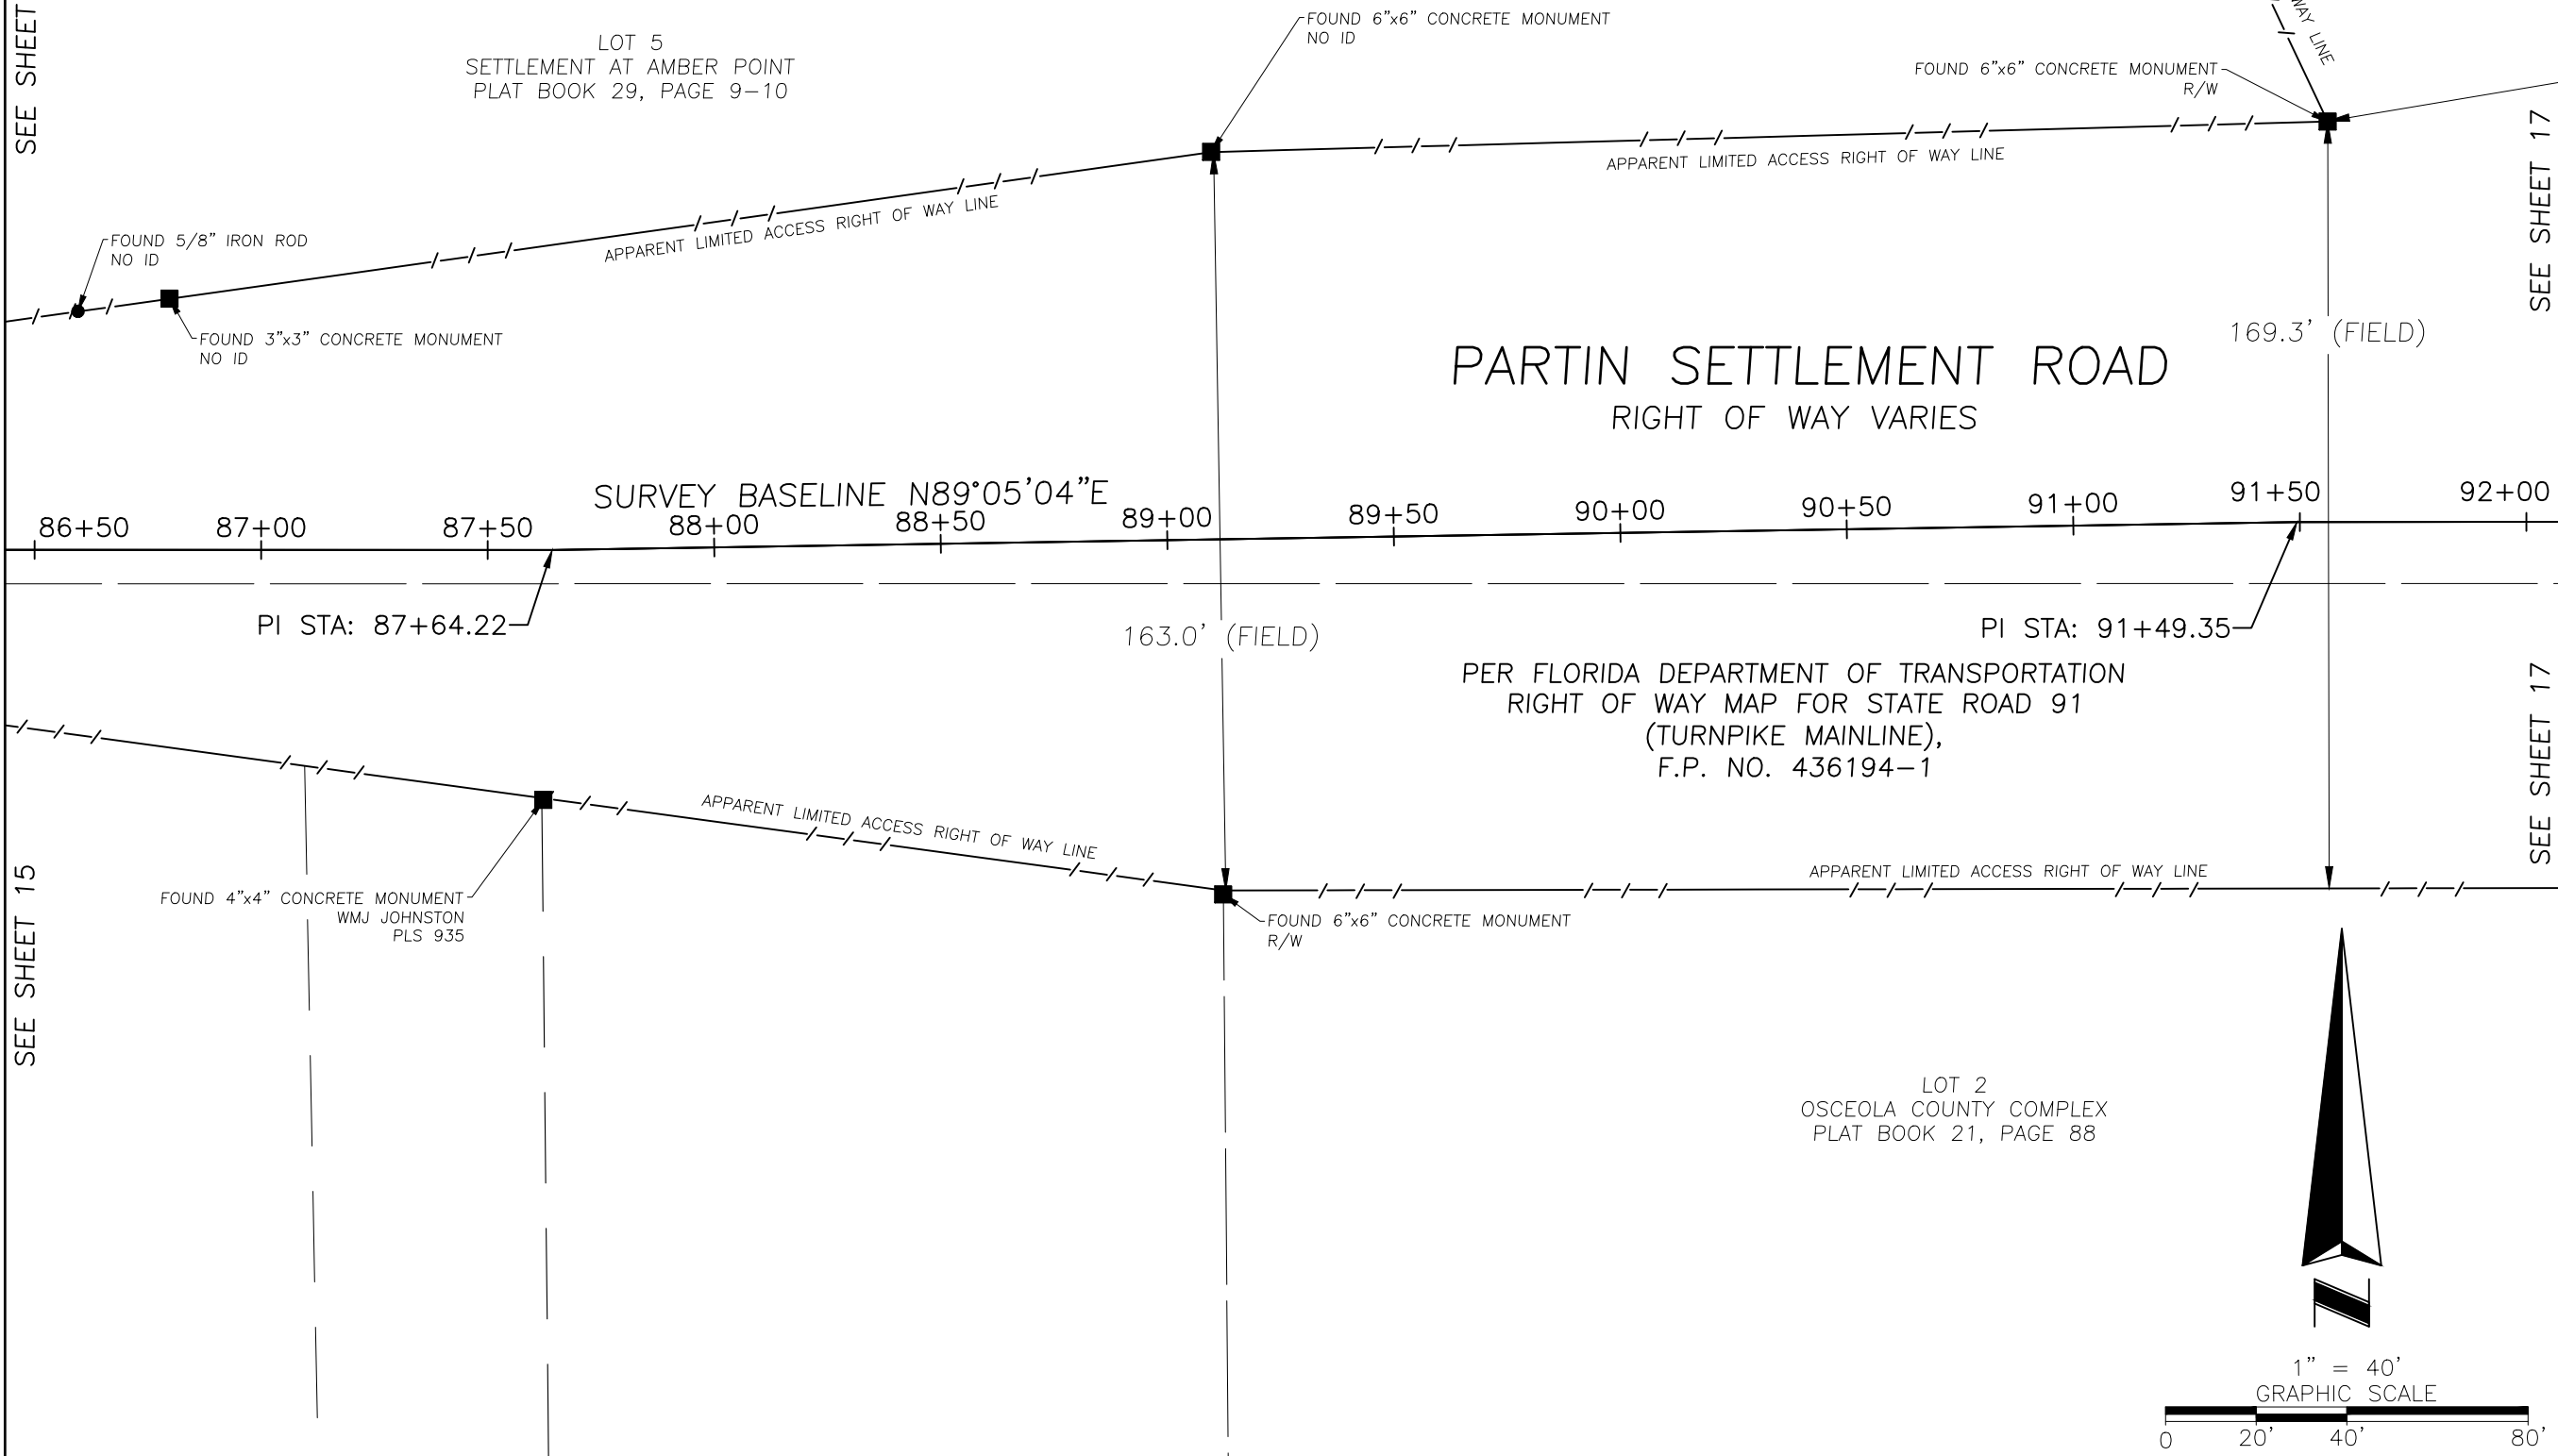 SEE SHEET
LOT 5
SETTLEMENT AT AMBER POINT
PLAT BOOK 29, PAGE 9-10
FOUND 6"x6" CONCRETE MONUMENT
NO ID
WAY LINE
FOUND 6"x6" CONCRETE MONUMENT
R/W
SEE SHEET 17
APPARENT LIMITED ACCESS RIGHT OF WAY LINE
APPARENT LIMITED ACCESS RIGHT OF WAY LINE
FOUND 5/8" IRON ROD
NO ID
FOUND 3"x3" CONCRETE MONUMENT
NO ID
169.3' (FIELD)
PARTIN SETTLEMENT ROAD
RIGHT OF WAY VARIES
SURVEY BASELINE N89°05'04"E
86+50 87+00 87+50 88+00 88+50 89+00 89+50 90+00 90+50 91+00 91+50 92+00
PI STA: 87+64.22
163.0' (FIELD)
PI STA: 91+49.35
PER FLORIDA DEPARTMENT OF TRANSPORTATION
RIGHT OF WAY MAP FOR STATE ROAD 91
(TURNPIKE MAINLINE),
F.P. NO. 436194-1
SEE SHEET 17
APPARENT LIMITED ACCESS RIGHT OF WAY LINE
APPARENT LIMITED ACCESS RIGHT OF WAY LINE
SEE SHEET 15
FOUND 4"x4" CONCRETE MONUMENT
WMJ JOHNSTON
PLS 935
FOUND 6"x6" CONCRETE MONUMENT
R/W
LOT 2
OSCEOLA COUNTY COMPLEX
PLAT BOOK 21, PAGE 88
N
1" = 40'
GRAPHIC SCALE
0 20' 40' 80'